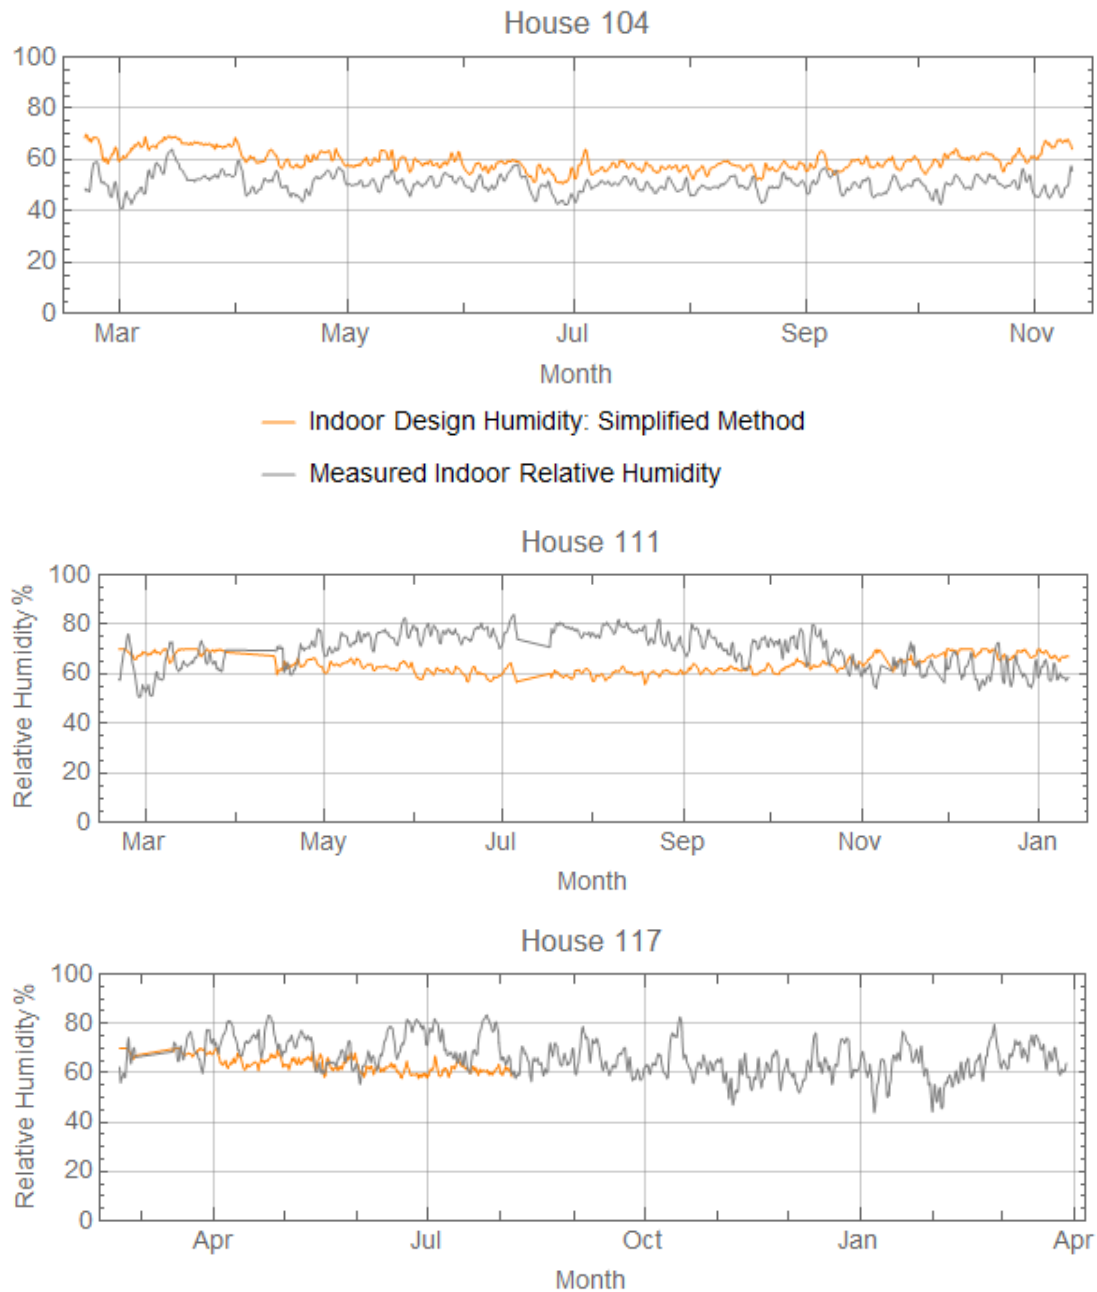 House 104
100
80
60
40
20
0
Mar May Jul Sep Nov
Month
Indoor Design Humidity: Simplified Method
Measured Indoor Relative Humidity
House 111
Relative Humidity %
100
80
60
40
20
0
Mar May Jul Sep Nov Jan
Month
House 117
Relative Humidity %
100
80
60
40
20
0
Apr Jul Oct Jan Apr
Month